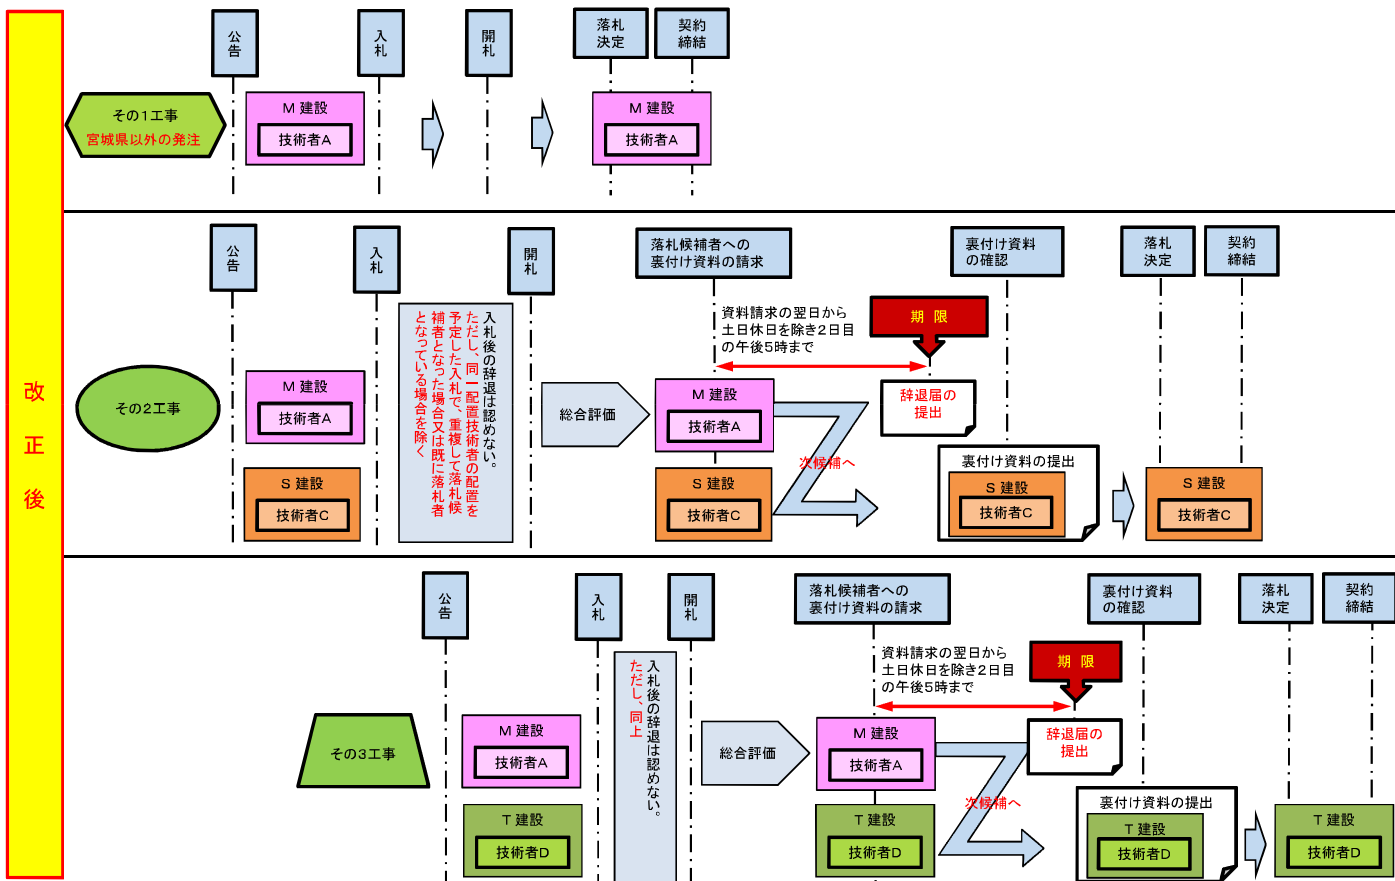 改正後
公告
入札
開札
落札
決定
契約
締結
その1工事
宮城県以外の発注
M 建設
技術者A
M 建設
技術者A
公告
入札
開札
落札候補者への
裏付け資料の請求
裏付け資料
の確認
落札
決定
契約
締結
入札後の辞退は認めない。
ただし、同一配置技術者の配置を
予定した入札で、重複して落札候
補者となった場合又は既に落札者
となっている場合を除く
資料請求の翌日から
土日休日を除き2日目
の午後5時まで
期 限
その2工事
M 建設
技術者A
S 建設
技術者C
総合評価
M 建設
技術者A
S 建設
技術者C
次候補へ
辞退届の
提出
裏付け資料の提出
S 建設
技術者C
S 建設
技術者C
公告
入札
開札
落札候補者への
裏付け資料の請求
裏付け資料
の確認
落札
決定
契約
締結
入札後の辞退は認めない。
ただし、同上
資料請求の翌日から
土日休日を除き2日目
の午後5時まで
期 限
その3工事
M 建設
技術者A
T 建設
技術者D
総合評価
M 建設
技術者A
T 建設
技術者D
次候補へ
辞退届の
提出
裏付け資料の提出
T 建設
技術者D
T 建設
技術者D